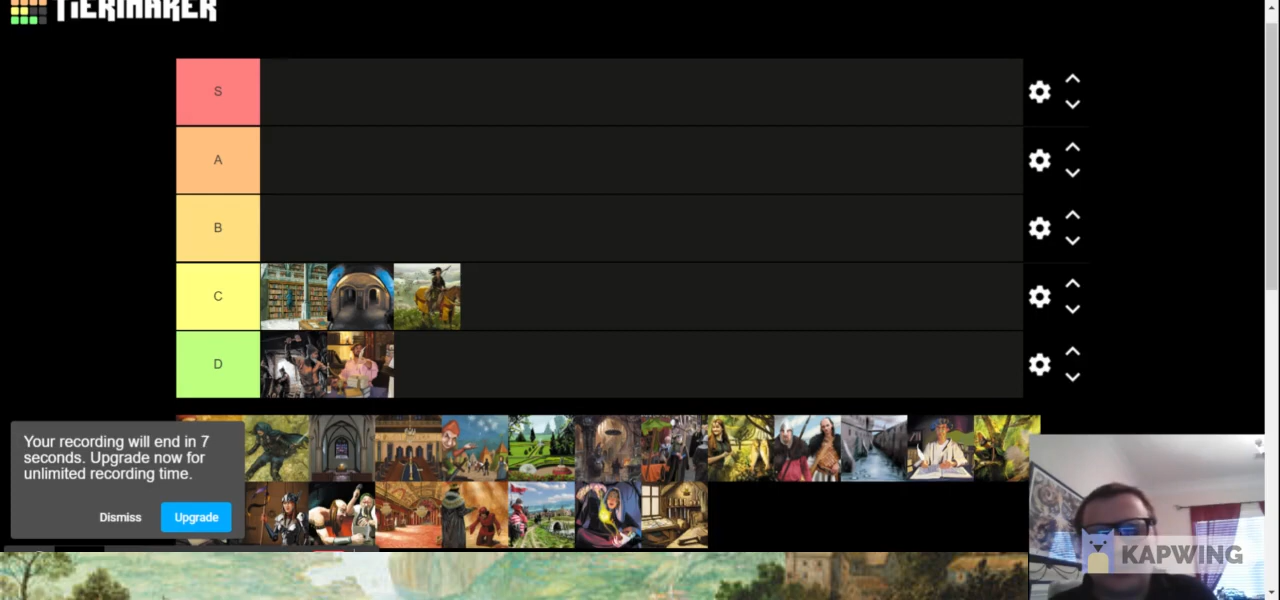 TIERMAKER
S
A
B
C
D
Your recording will end in 7
seconds. Upgrade now for
unlimited recording time.
Dismiss
Upgrade
KAPWING